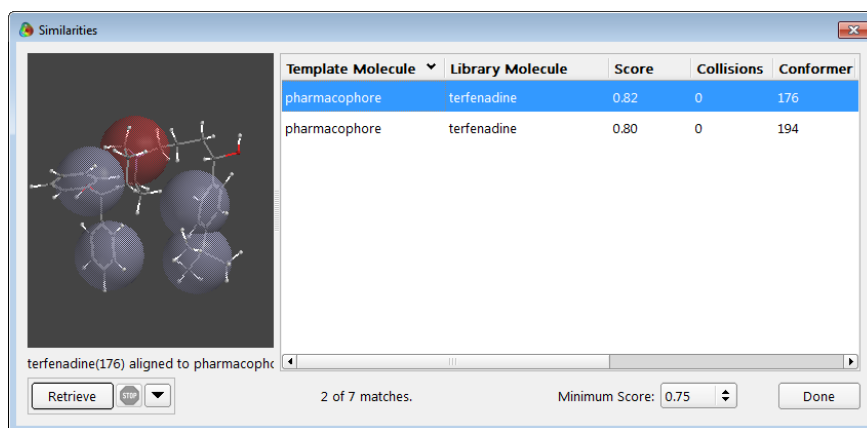 Similarities
Template Molecule Library Molecule Score Collisions Conformer
pharmacophore terfenadine 0.82 0 176
pharmacophore terfenadine 0.80 0 194
terfenadine(176) aligned to pharmacopho
Retrieve STOP 2 of 7 matches. Minimum Score: 0.75 Done